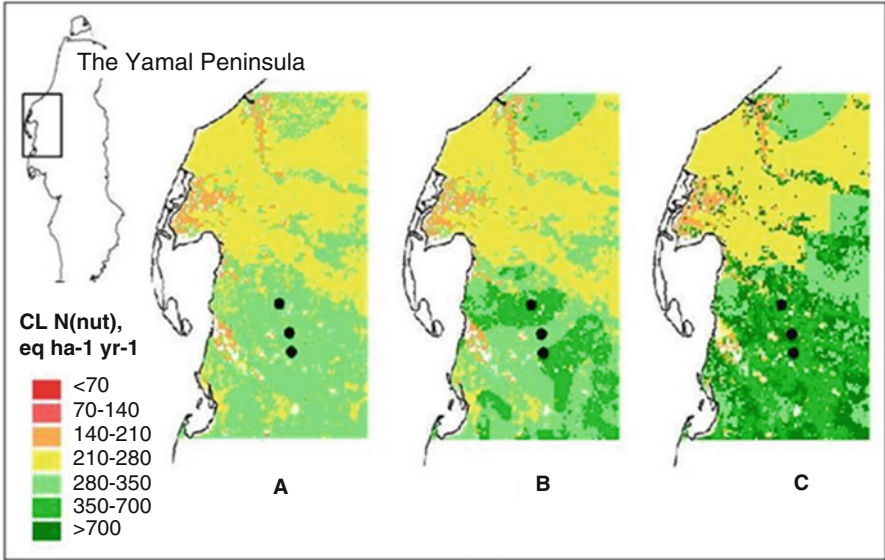 The Yamal Peninsula
CL N(nut),
eq ha-1 yr-1
<70
70-140
140-210
210-280
280-350
350-700
>700
A
B
C